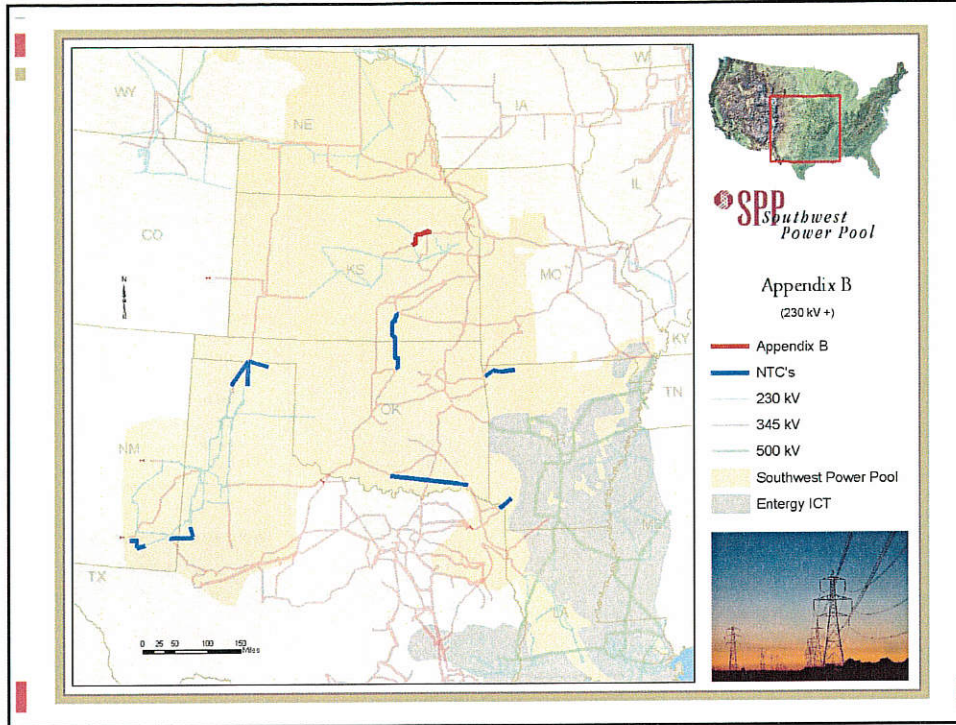 WY
SD
W
IA
NE
IL
CO
KS
MO
KY
TN
OK
AR
NM
MS
TX
N
0 25 50 100 150
Miles
SPP
Southwest
Power Pool
Appendix B
(230 kV +)
Appendix B
NTC's
230 kV
345 kV
500 kV
Southwest Power Pool
Entergy ICT